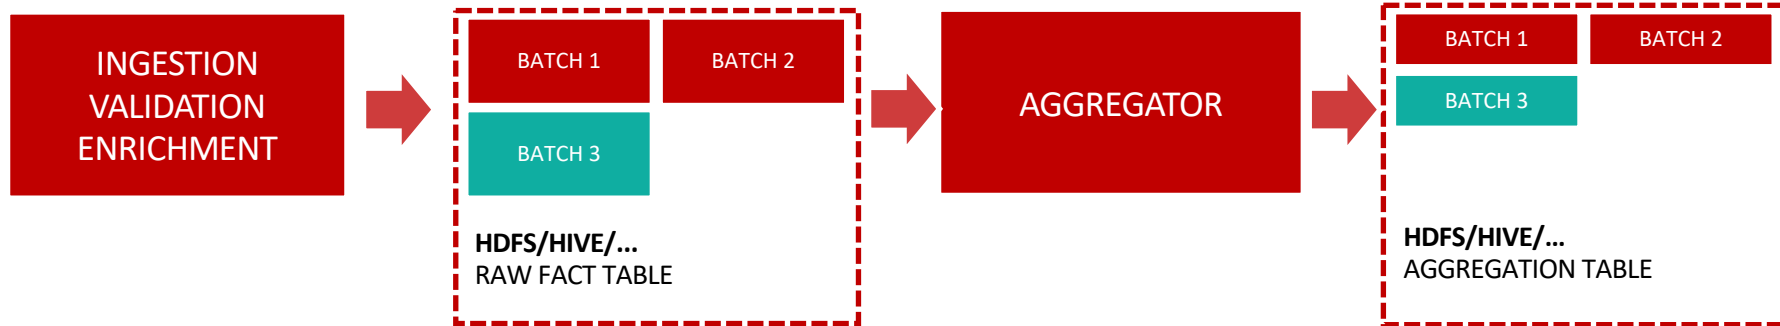 INGESTION
VALIDATION
ENRICHMENT
BATCH 1
BATCH 2
BATCH 3
HDFS/HIVE/...
RAW FACT TABLE
AGGREGATOR
BATCH 1
BATCH 2
BATCH 3
HDFS/HIVE/...
AGGREGATION TABLE